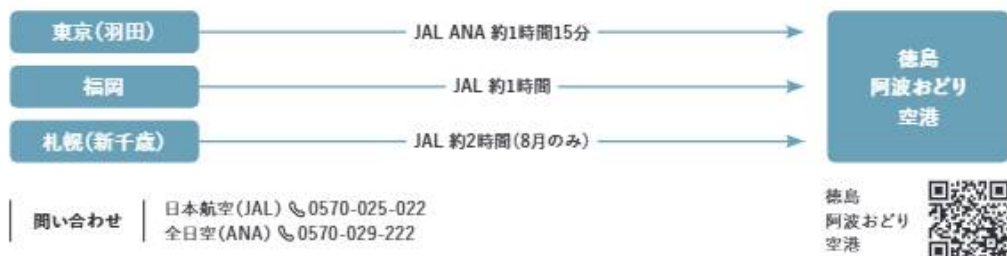 東京(羽田)
JAL ANA 約1時間15分
福岡
JAL 約1時間
札幌(新千歳)
JAL 約2時間(8月のみ)
徳島
阿波おどり
空港
問い合わせ
日本航空(JAL) 0570-025-022
全日空(ANA) 0570-029-222
徳島
阿波おどり
空港